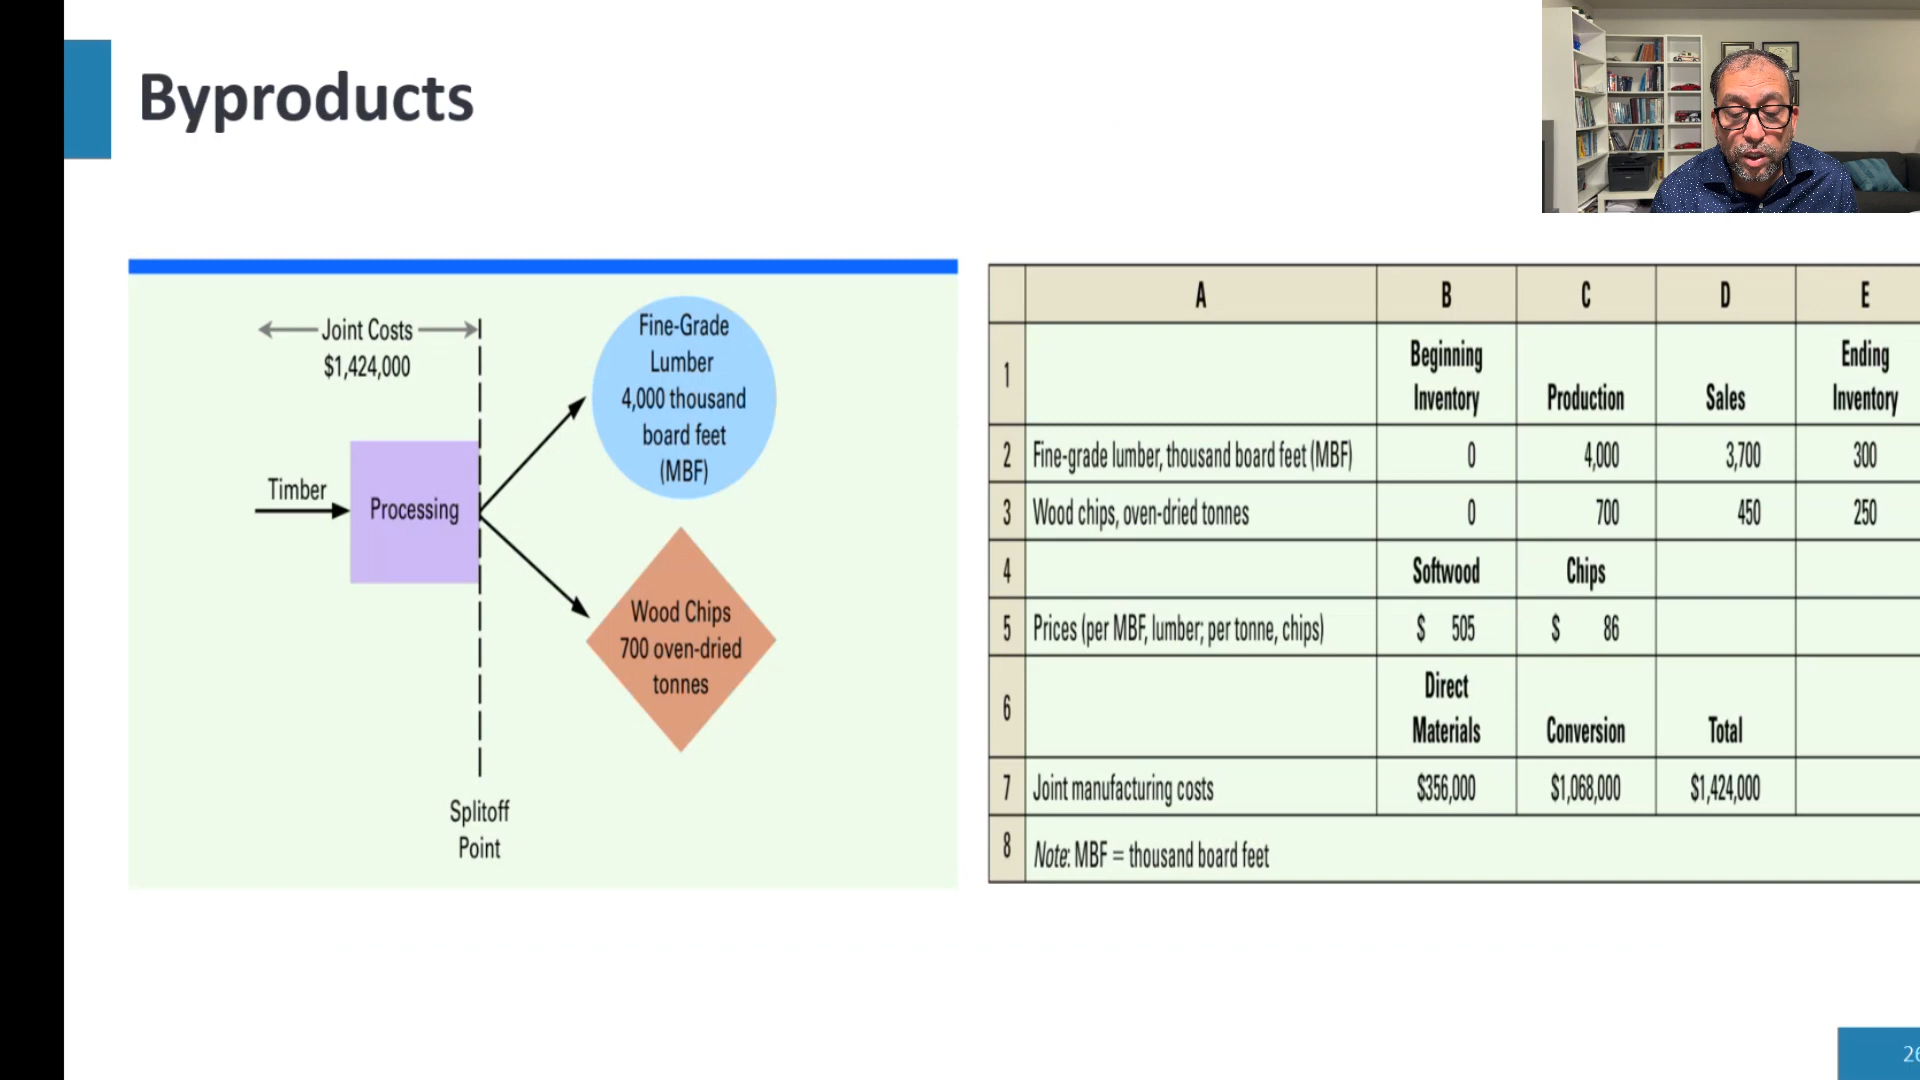 Byproducts
Joint Costs
$1,424,000
Timber
Processing
Splitoff
Point
Fine-Grade
Lumber
4,000 thousand
board feet
(MBF)
Wood Chips
700 oven-dried
tonnes
A B C D E
1 Beginning Inventory Production Sales Ending Inventory
2 Fine-grade lumber, thousand board feet (MBF) 0 4,000 3,700 300
3 Wood chips, oven-dried tonnes 0 700 450 250
4 Softwood Chips
5 Prices (per MBF, lumber; per tonne, chips) $ 505 $ 86
6 Direct Materials Conversion Total
7 Joint manufacturing costs $356,000 $1,068,000 $1,424,000
8 Note: MBF = thousand board feet